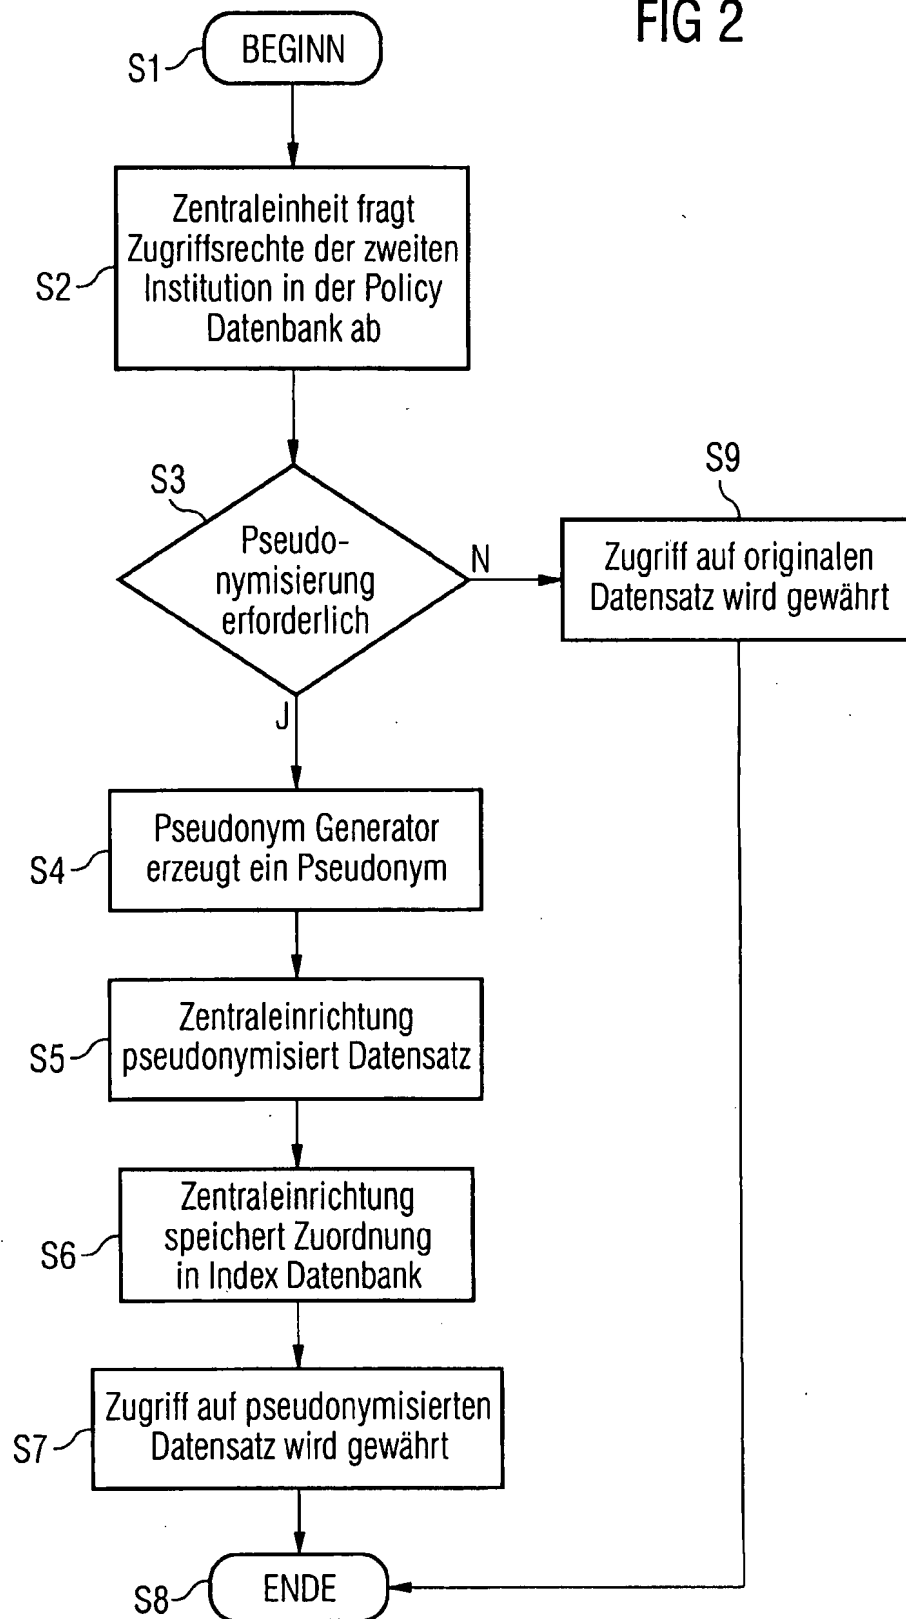 FIG 2
S1
BEGINN
S2
Zentraleinheit fragt
Zugriffsrechte der zweiten
Institution in der Policy
Datenbank ab
S3
Pseudo-
nymisierung
erforderlich
N
J
S9
Zugriff auf originalen
Datensatz wird gewährt
S4
Pseudonym Generator
erzeugt ein Pseudonym
S5
Zentraleinrichtung
pseudonymisiert Datensatz
S6
Zentraleinrichtung
speichert Zuordnung
in Index Datenbank
S7
Zugriff auf pseudonymisierten
Datensatz wird gewährt
S8
ENDE